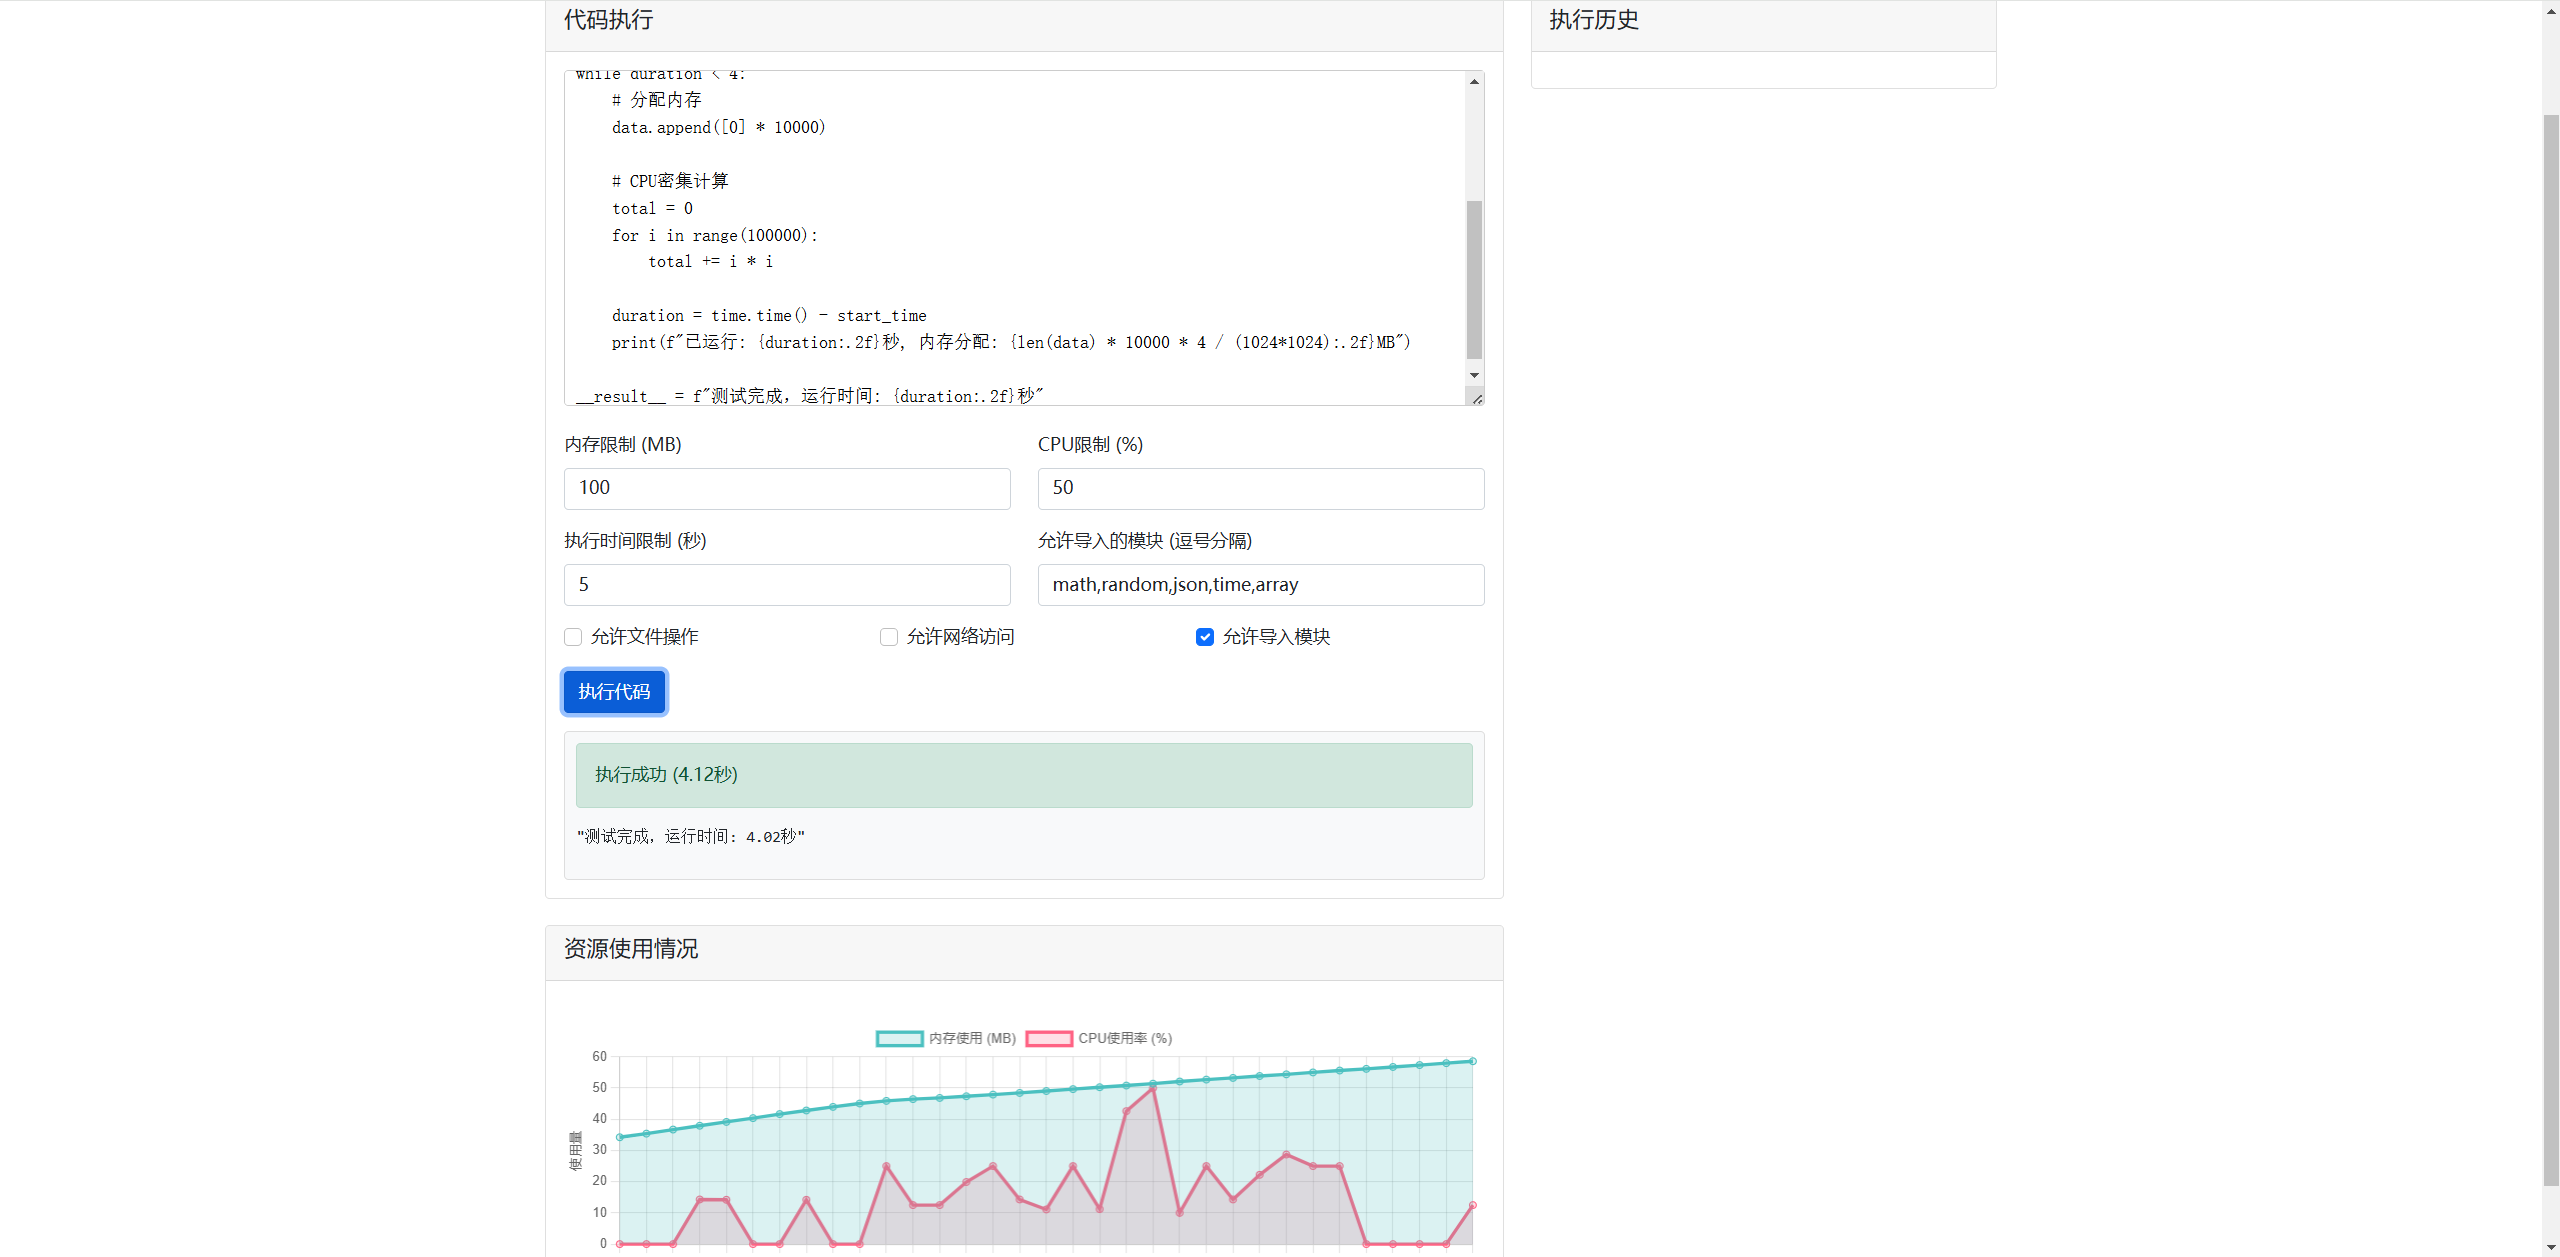 代码执行
while duration < 4:
# 分配内存
data.append([0] * 10000)
# CPU密集计算
total = 0
for i in range(100000):
total += i * i
duration = time.time() - start_time
print(f"已运行: {duration:.2f}秒, 内存分配: {len(data) * 10000 * 4 / (1024*1024):.2f}MB")
__result__ = f"测试完成，运行时间: {duration:.2f}秒"
内存限制 (MB)
CPU限制 (%)
100
50
执行时间限制 (秒)
允许导入的模块 (逗号分隔)
5
math,random,json,time,array
允许文件操作
允许网络访问
允许导入模块
执行代码
执行成功 (4.12秒)
"测试完成，运行时间: 4.02秒"
资源使用情况
内存使用 (MB)
CPU使用率 (%)
使用量
60
50
40
30
20
10
0
执行历史